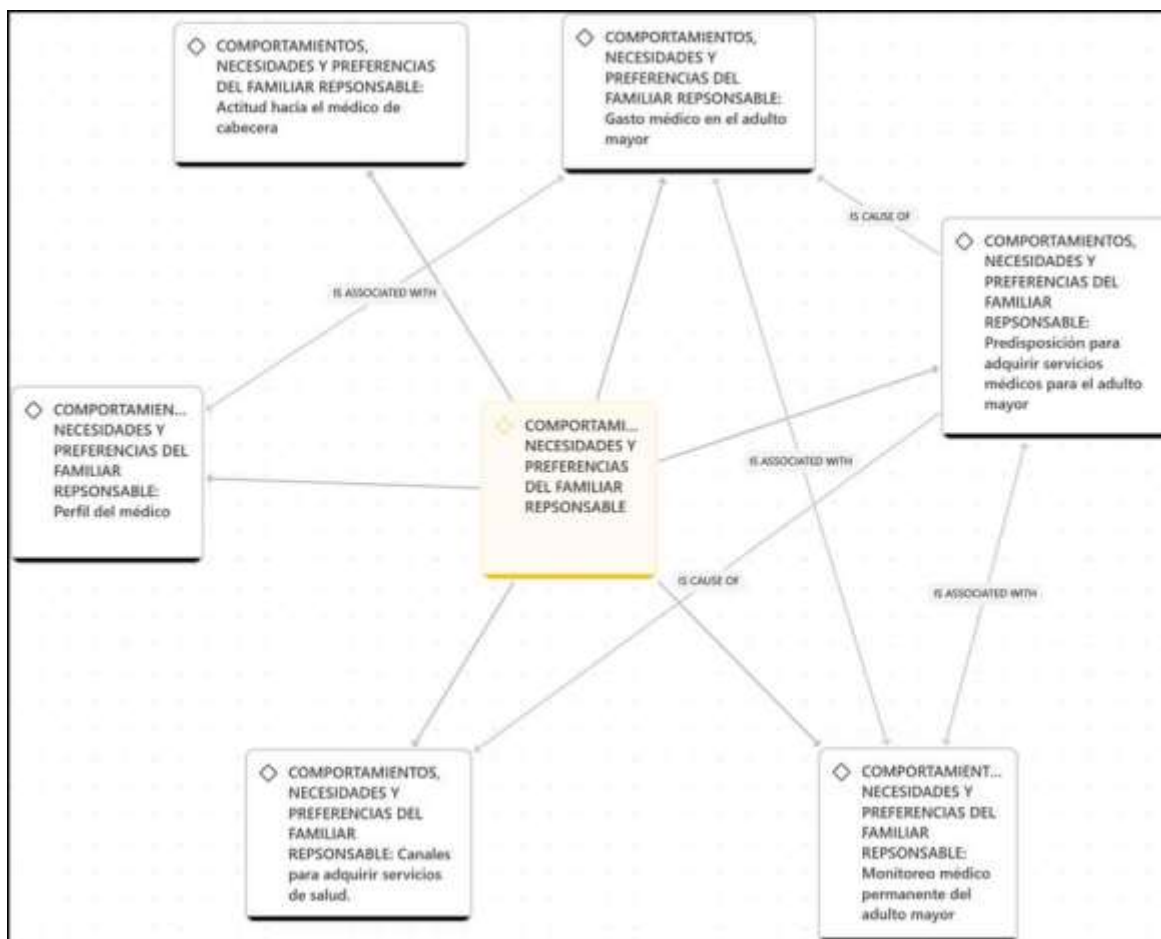 COMPORTAMIENTOS,
NECESIDADES Y PREFERENCIAS
DEL FAMILIAR REPSONSABLE:
Actitud hacia el médico de
cabecera
COMPORTAMIENTOS,
NECESIDADES Y
PREFERENCIAS DEL
FAMILIAR REPSONSABLE:
Gasto médico en el adulto
mayor
IS CAUSE OF
COMPORTAMIENTOS,
NECESIDADES Y
PREFERENCIAS DEL
FAMILIAR
REPSONSABLE:
Predisposición para
adquirir servicios
médicos para el adulto
mayor
IS ASSOCIATED WITH
COMPORTAMIEN...
NECESIDADES Y
PREFERENCIAS DEL
FAMILIAR
REPSONSABLE:
Perfil del médico
COMPORTAMI...
NECESIDADES Y
PREFERENCIAS
DEL FAMILIAR
REPSONSABLE
IS ASSOCIATED WITH
IS CAUSE OF
IS ASSOCIATED WITH
COMPORTAMIENTOS,
NECESIDADES Y
PREFERENCIAS DEL
FAMILIAR
REPSONSABLE: Canales
para adquirir servicios
de salud.
COMPORTAMIENT...
NECESIDADES Y
PREFERENCIAS DEL
FAMILIAR
REPSONSABLE:
Monitoreo médico
permanente del
adulto mayor